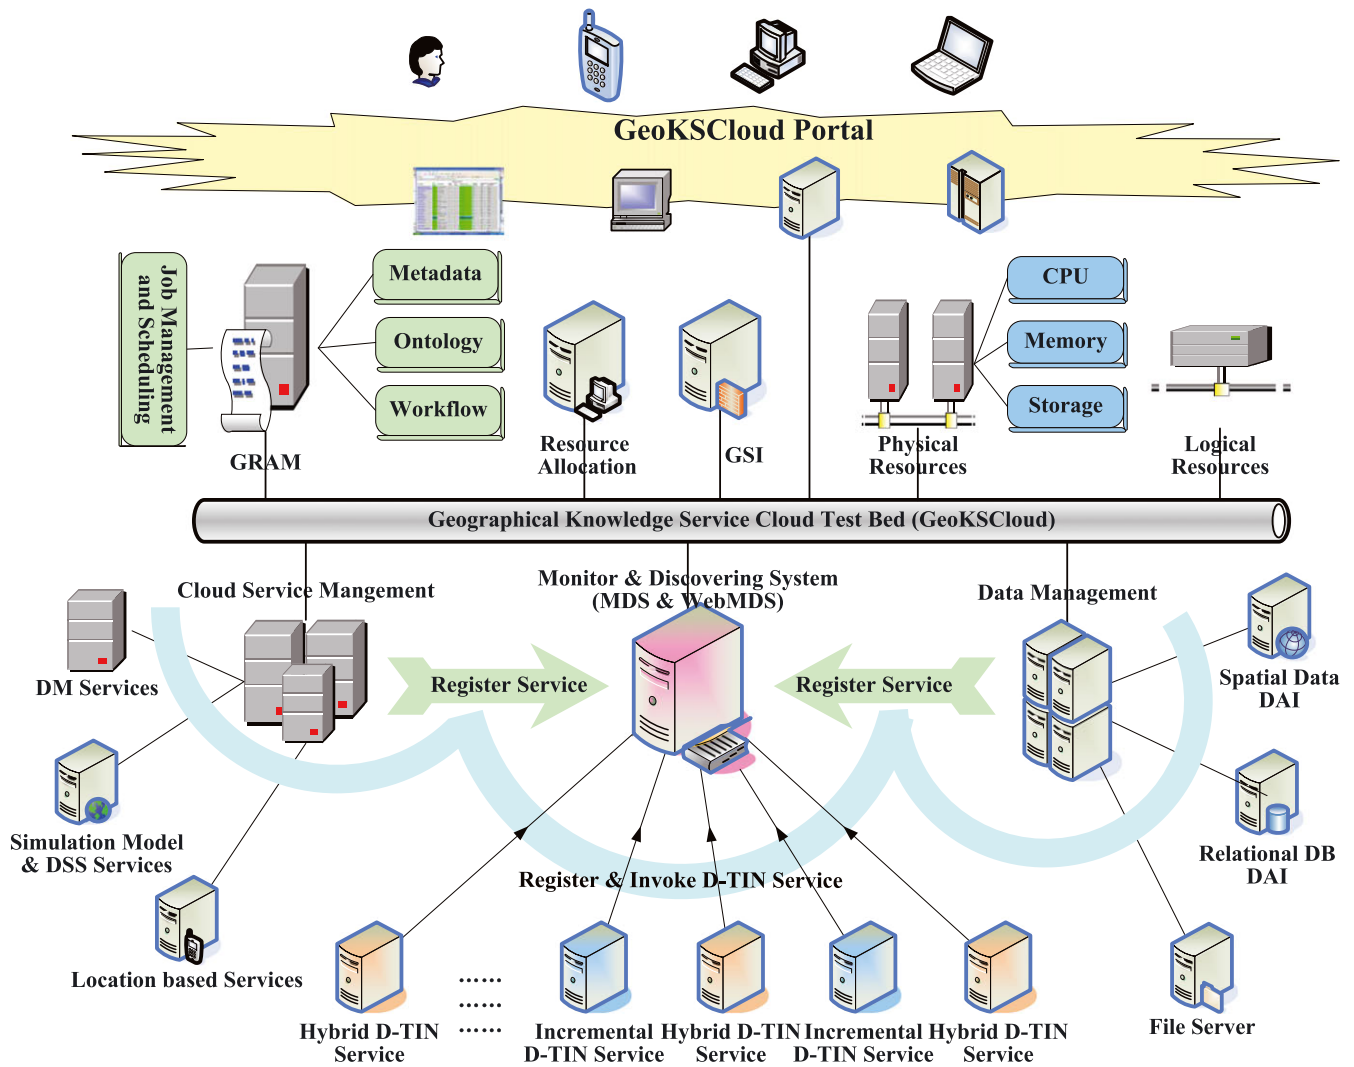 GeoKSCloud Portal
Job Management
and Scheduling
Metadata
Ontology
Workflow
CPU
Memory
Storage
GRAM
Resource
Allocation
GSI
Physical
Resources
Logical
Resources
Geographical Knowledge Service Cloud Test Bed (GeoKSCloud)
Cloud Service Mangement
Monitor & Discovering System
(MDS & WebMDS)
Data Management
DM Services
Register Service
Register Service
Spatial Data
DAI
Simulation Model
& DSS Services
Relational DB
DAI
Register & Invoke D-TIN Service
Location based Services
......
......
......
Hybrid D-TIN
Service
Incremental
D-TIN Service
Hybrid D-TIN
Service
Incremental
D-TIN Service
Hybrid D-TIN
Service
File Server